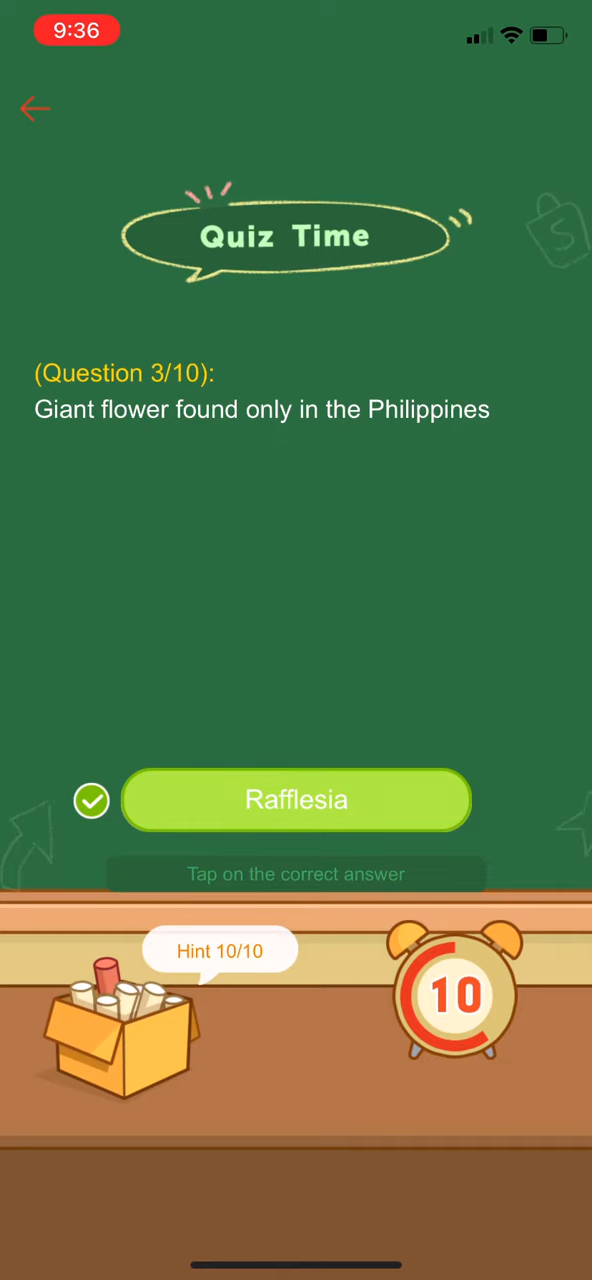 9:36
Quiz Time
(Question 3/10):
Giant flower found only in the Philippines
Rafflesia
Tap on the correct answer
Hint 10/10
10